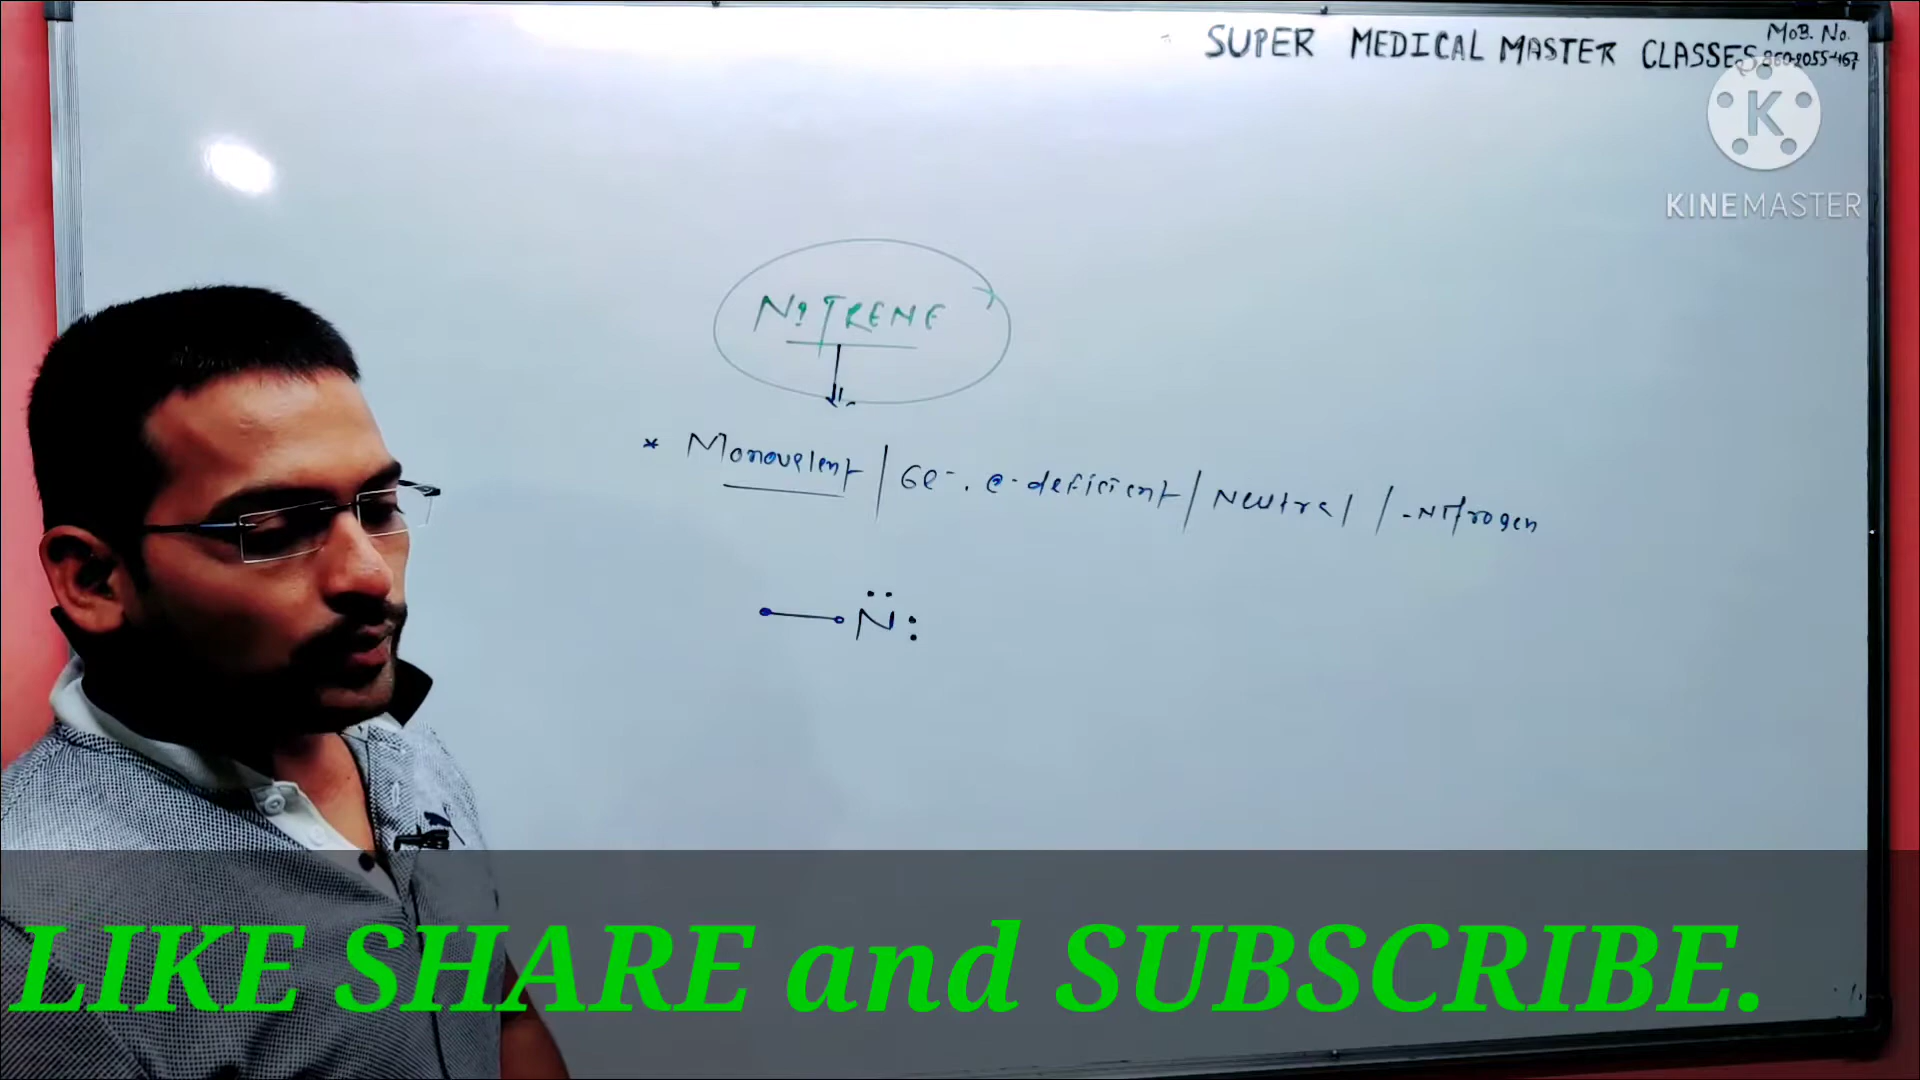 SUPER MEDICAL MASTER CLASSES
MOB. No.
K
KINEMASTER
NiTRENE
* Monovalent / 6e⁻. e⁻deficient / Neutral / -Nitrogen
N
LIKE SHARE and SUBSCRIBE.